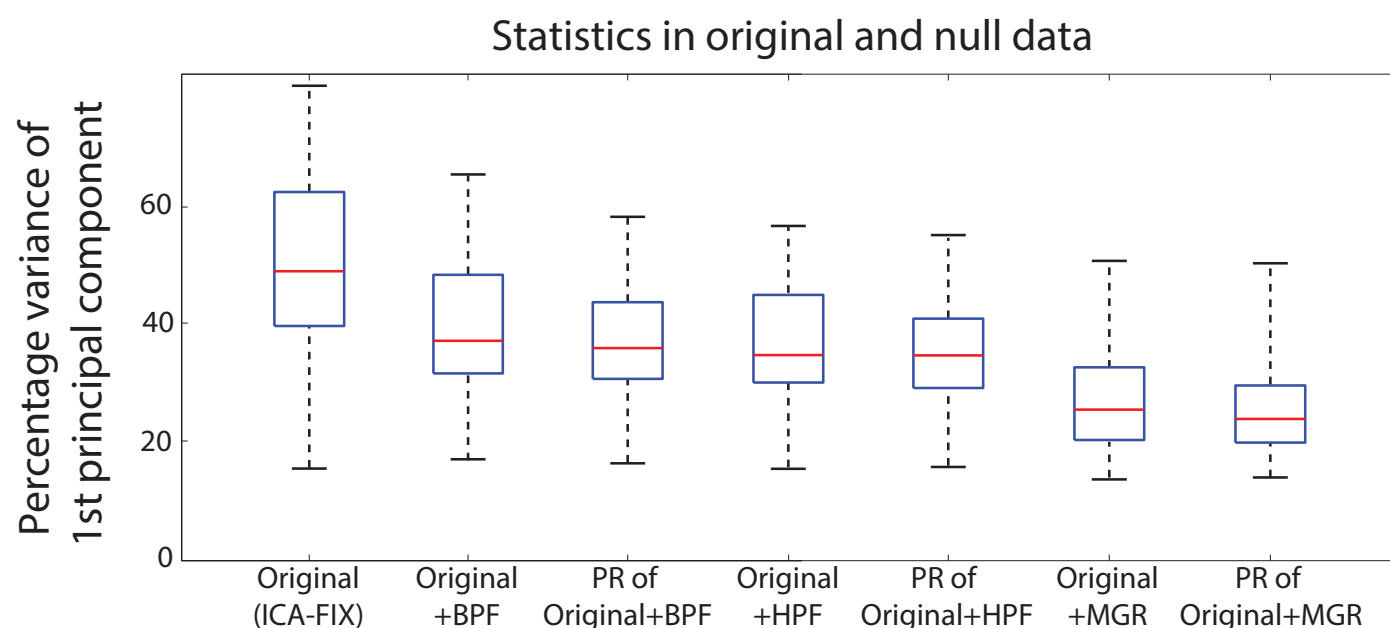 Statistics in original and null data
Percentage variance of
1st principal component
60
40
20
0
Original
(ICA-FIX)
Original
+BPF
PR of
Original+BPF
Original
+HPF
PR of
Original+HPF
Original
+MGR
PR of
Original+MGR